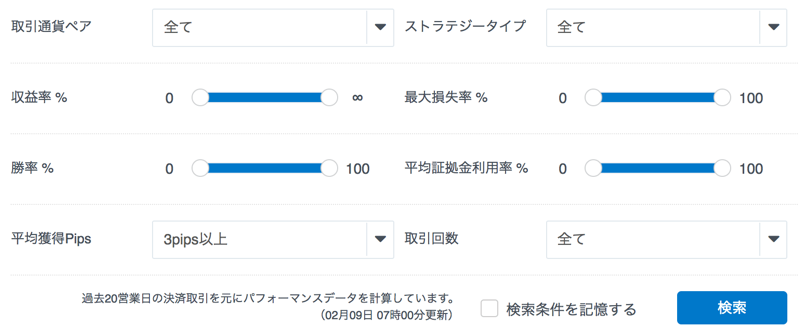 取引通貨ペア 全て ストラテジータイプ 全て
収益率 % 0 ∞ 最大損失率 % 0 100
勝率 % 0 100 平均証拠金利用率 % 0 100
平均獲得Pips 3pips以上 取引回数 全て
過去20営業日の決済取引を元にパフォーマンスデータを計算しています。
（02月09日 07時00分更新）
検索条件を記憶する 検索